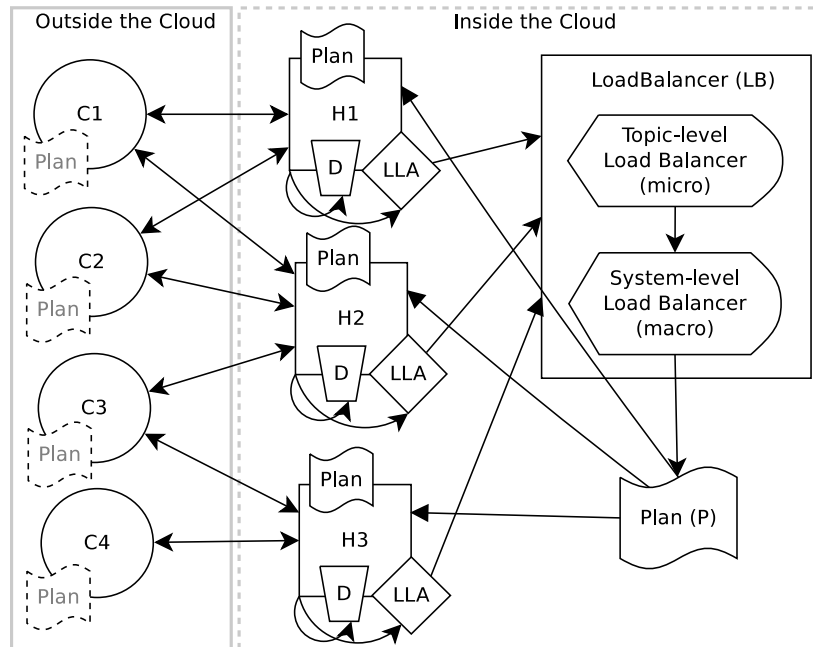 Outside the Cloud
Inside the Cloud
C1
Plan
C2
Plan
C3
Plan
C4
Plan
Plan
H1
D
LLA
Plan
H2
D
LLA
Plan
H3
D
LLA
LoadBalancer (LB)
Topic-level
Load Balancer
(micro)
System-level
Load Balancer
(macro)
Plan (P)